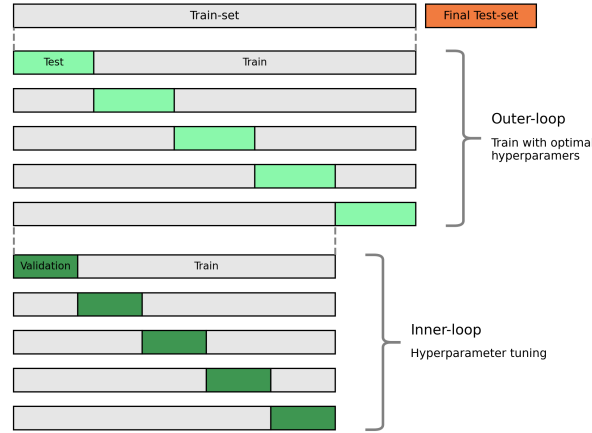 Train-set
Final Test-set
Test
Train
Outer-loop
Train with optima
hyperparamers
Validation
Train
Inner-loop
Hyperparameter tuning